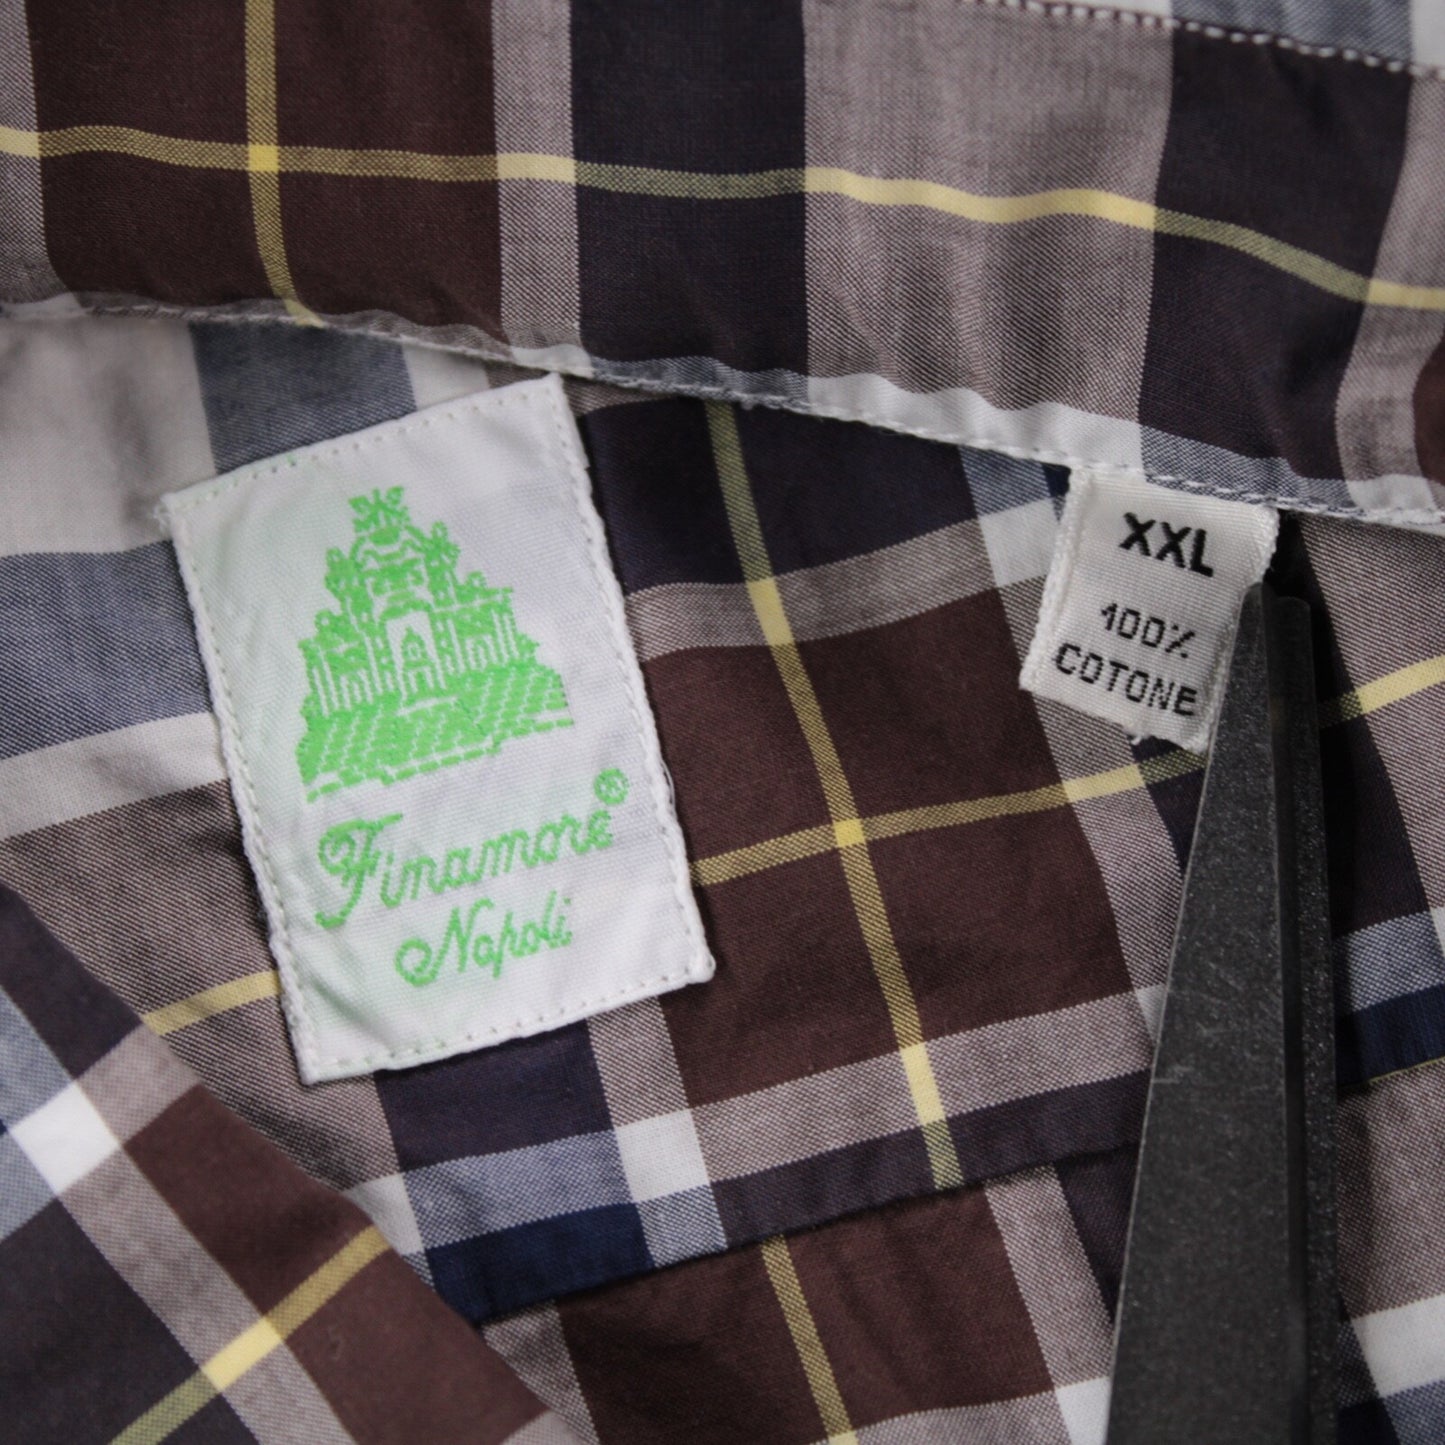 Finamore®
Napoli
XXL
100%
COTONE